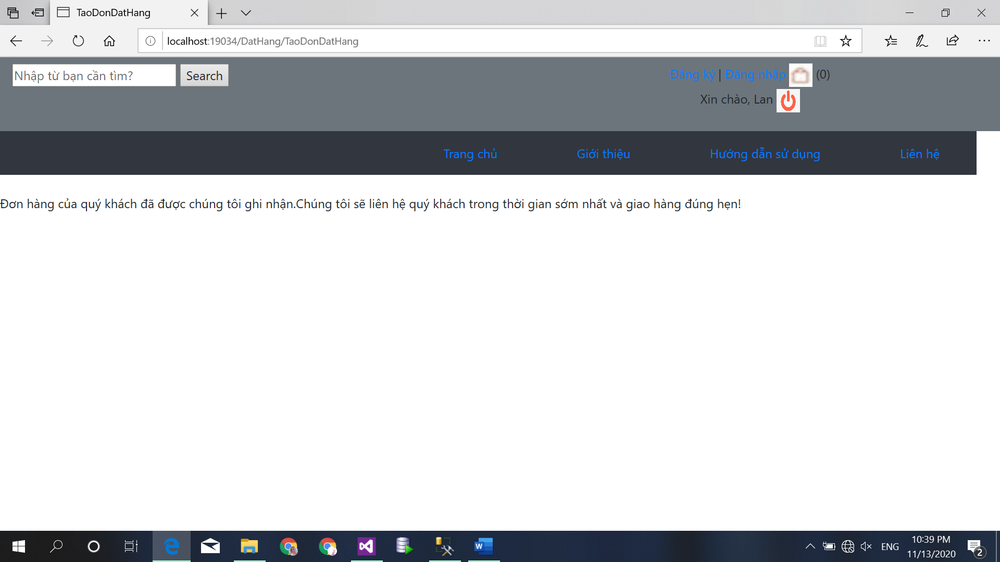 TaoDonDatHang
localhost:19034/DatHang/TaoDonDatHang
Nhập từ bạn cần tìm?
Search
Đăng ký | Đăng nhập (0)
Xin chào, Lan
Trang chủ
Giới thiệu
Hướng dẫn sử dụng
Liên hệ
Đơn hàng của quý khách đã được chúng tôi ghi nhận.Chúng tôi sẽ liên hệ quý khách trong thời gian sớm nhất và giao hàng đúng hẹn!
W
ENG
10:39 PM
11/13/2020
2